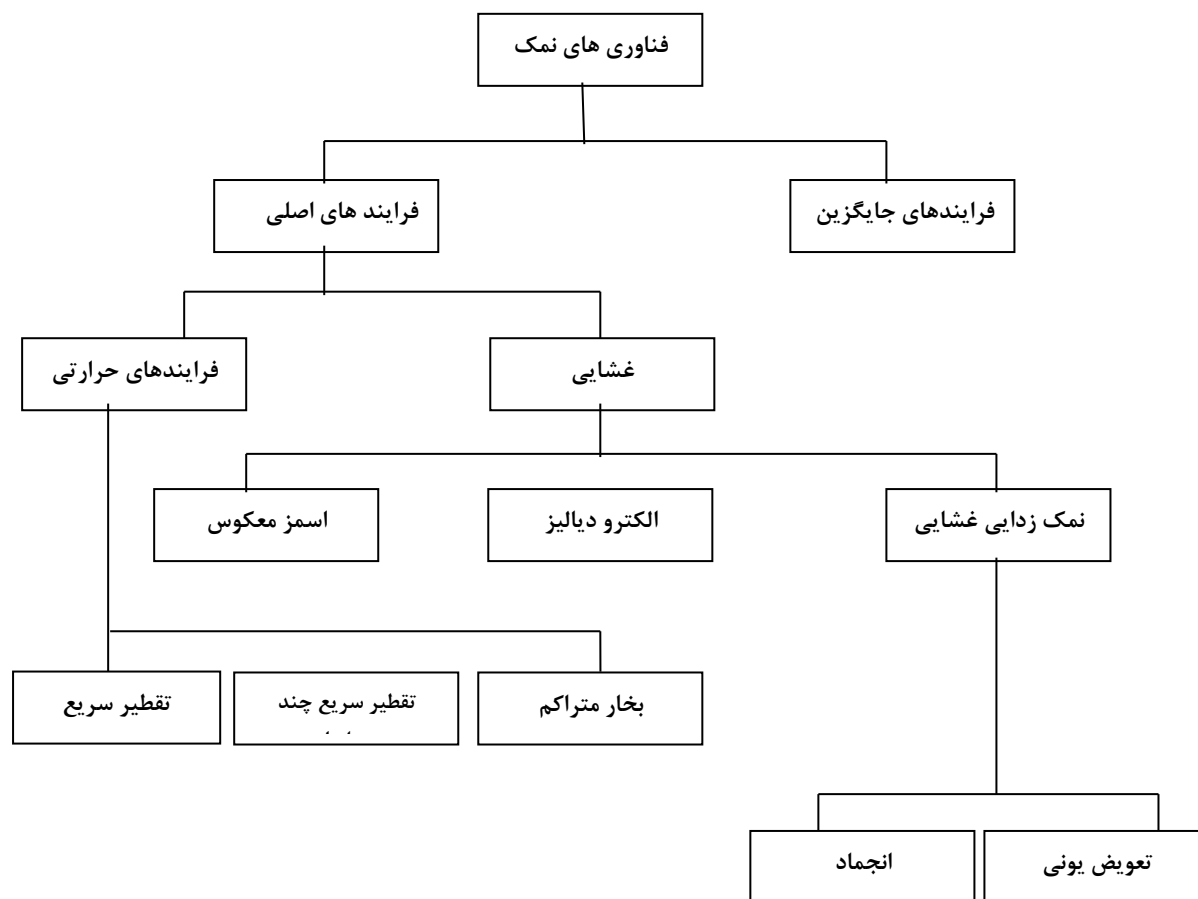 فناوری های نمک
فرایندهای جایگزین
فرایند های اصلی
غشایی
فرایندهای حرارتی
نمک زدایی غشایی
الکترو دیالیز
اسمز معکوس
بخار متراکم
تقطیر سریع چند
تقطیر سریع
تعویض یونی
انجماد